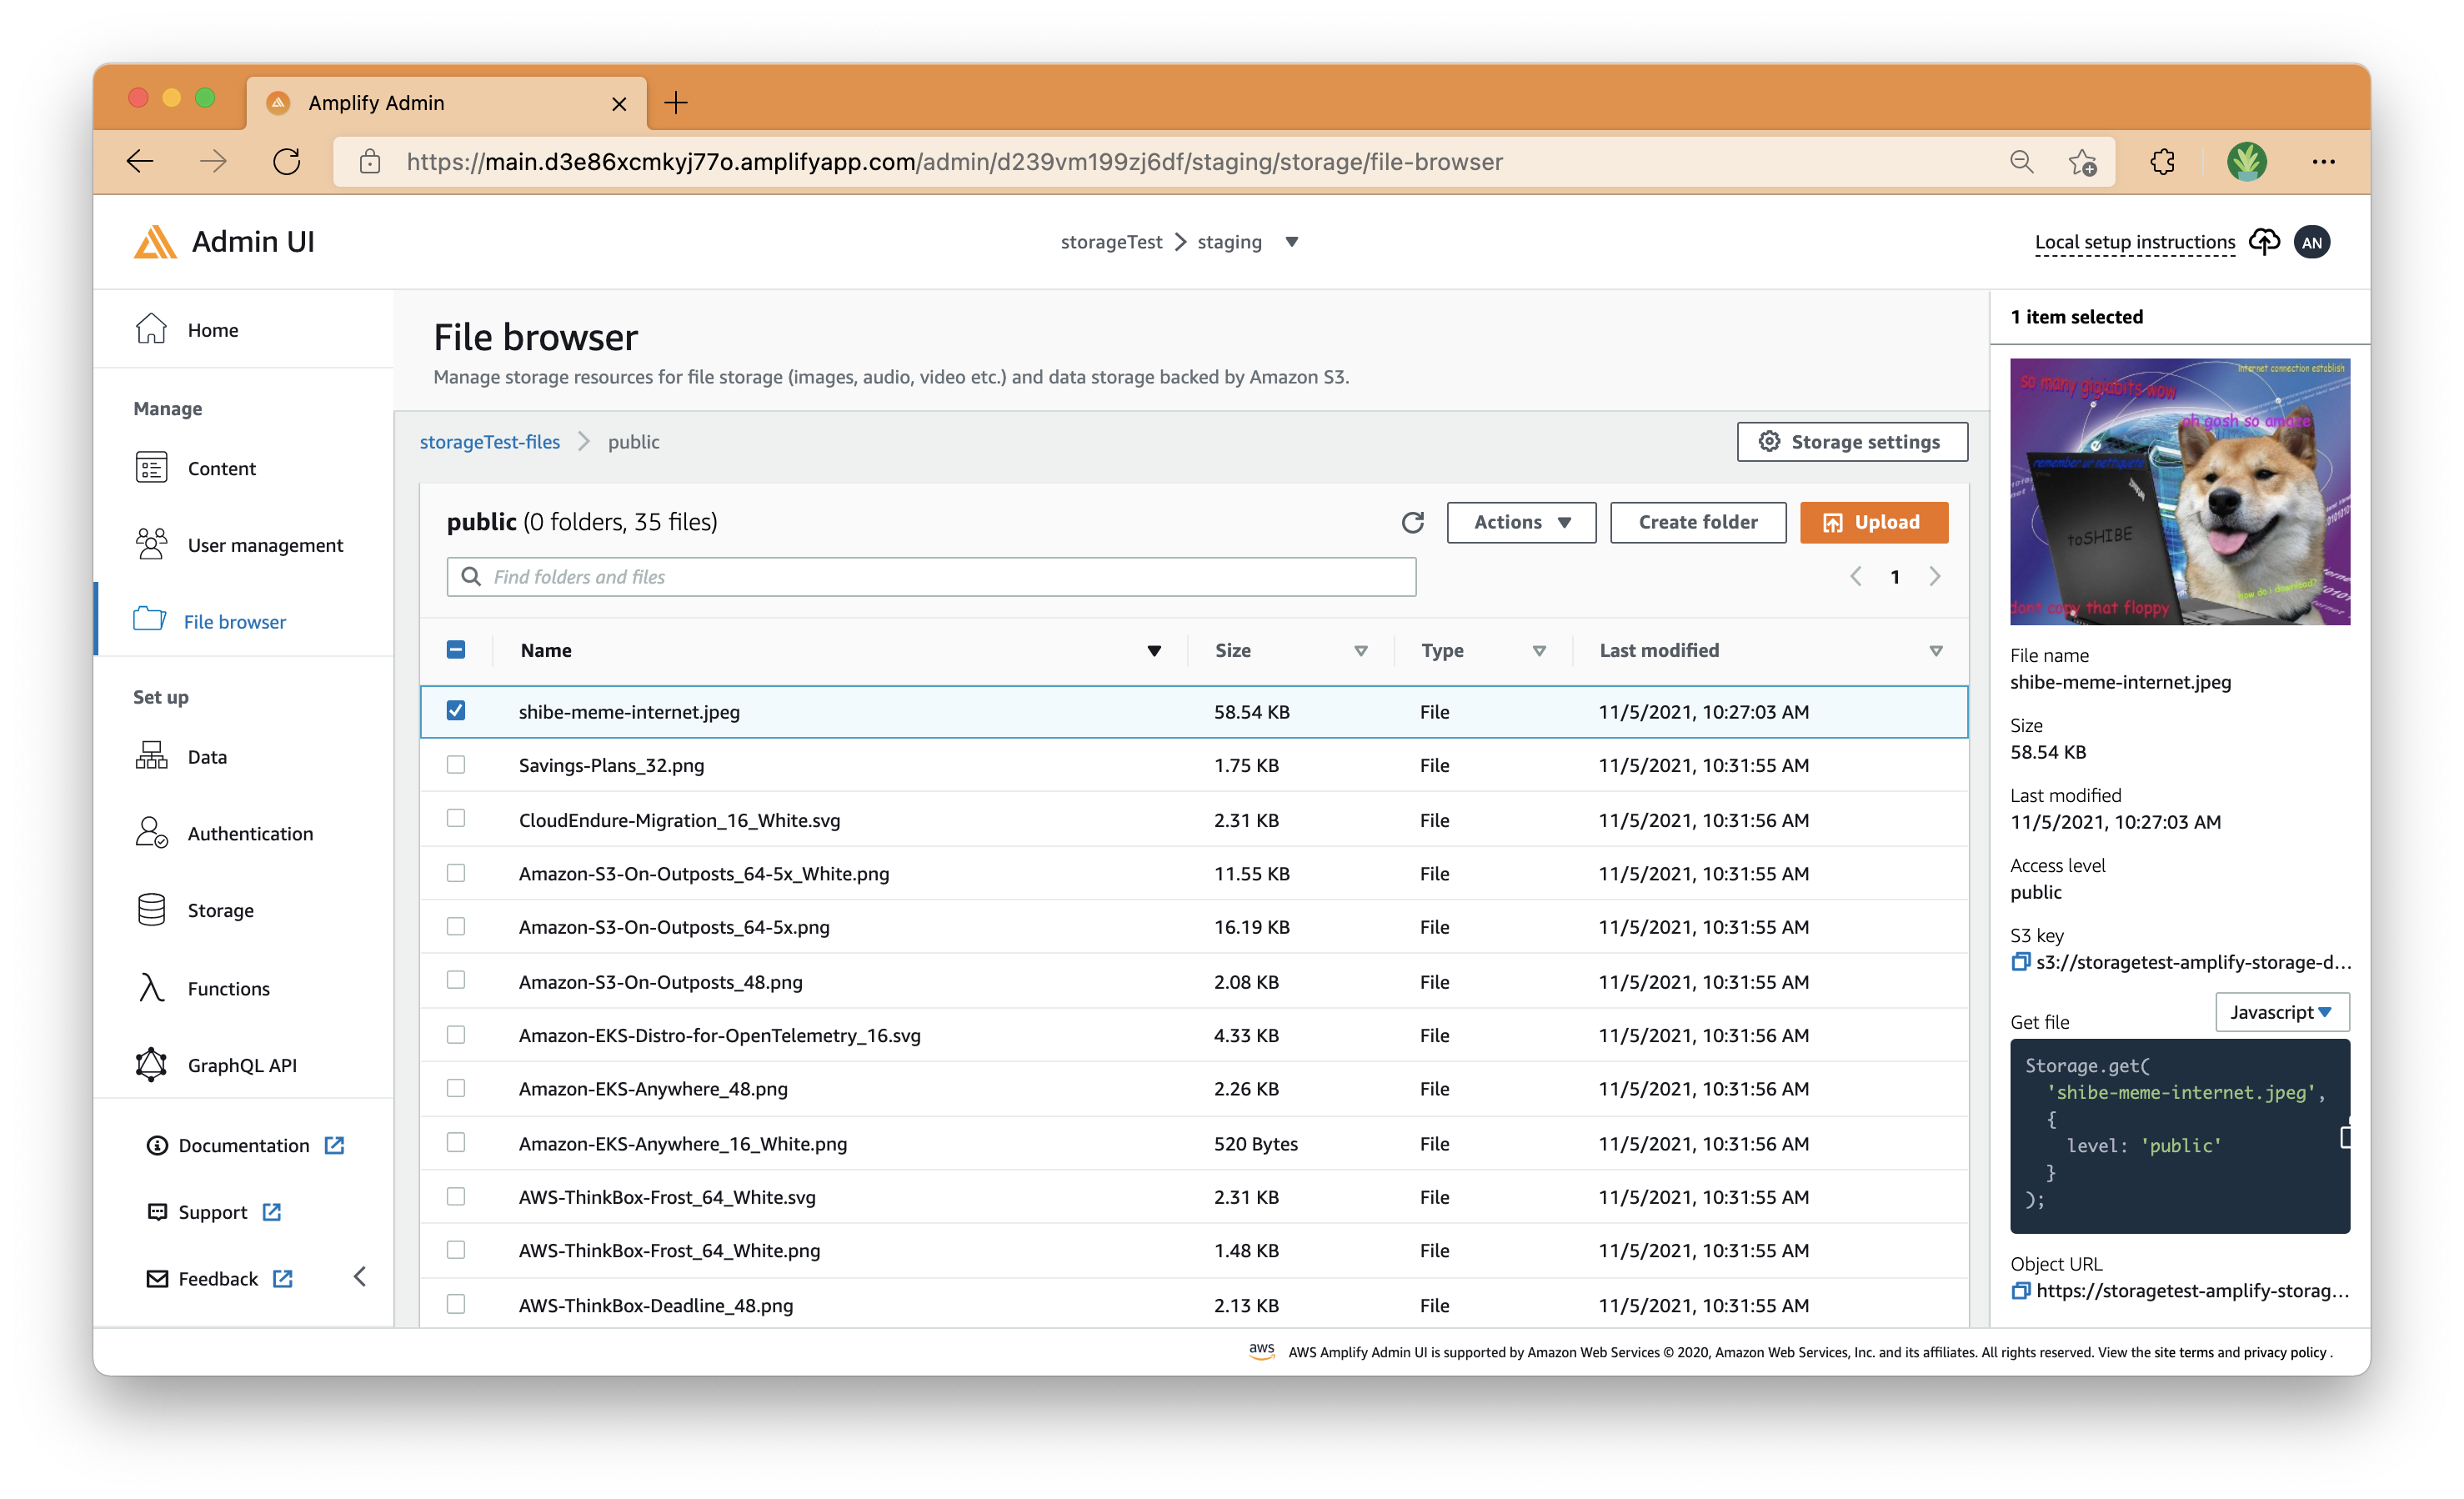 Amplify Admin
https://main.d3e86xcmkyj77o.amplifyapp.com/admin/d239vm199zj6df/staging/storage/file-browser
Admin UI
storageTest > staging
Local setup instructions
AN
Home
Manage
Content
User management
File browser
Set up
Data
Authentication
Storage
Functions
GraphQL API
Documentation
Support
Feedback
File browser
Manage storage resources for file storage (images, audio, video etc.) and data storage backed by Amazon S3.
storageTest-files > public
Storage settings
public (0 folders, 35 files)
Actions
Create folder
Upload
Find folders and files
1
Name Size Type Last modified
shibe-meme-internet.jpeg 58.54 KB File 11/5/2021, 10:27:03 AM
Savings-Plans_32.png 1.75 KB File 11/5/2021, 10:31:55 AM
CloudEndure-Migration_16_White.svg 2.31 KB File 11/5/2021, 10:31:56 AM
Amazon-S3-On-Outposts_64-5x_White.png 11.55 KB File 11/5/2021, 10:31:55 AM
Amazon-S3-On-Outposts_64-5x.png 16.19 KB File 11/5/2021, 10:31:55 AM
Amazon-S3-On-Outposts_48.png 2.08 KB File 11/5/2021, 10:31:55 AM
Amazon-EKS-Distro-for-OpenTelemetry_16.svg 4.33 KB File 11/5/2021, 10:31:56 AM
Amazon-EKS-Anywhere_48.png 2.26 KB File 11/5/2021, 10:31:56 AM
Amazon-EKS-Anywhere_16_White.png 520 Bytes File 11/5/2021, 10:31:56 AM
AWS-ThinkBox-Frost_64_White.svg 2.31 KB File 11/5/2021, 10:31:55 AM
AWS-ThinkBox-Frost_64_White.png 1.48 KB File 11/5/2021, 10:31:55 AM
AWS-ThinkBox-Deadline_48.png 2.13 KB File 11/5/2021, 10:31:55 AM
1 item selected
internet connection establish
so many gigiabits wow
oh gosh so amaze
remember ur nettiquete
toSHIBE
how do i download?
dont copy that floppy
File name
shibe-meme-internet.jpeg
Size
58.54 KB
Last modified
11/5/2021, 10:27:03 AM
Access level
public
S3 key
s3://storagetest-amplify-storage-d...
Get file
Javascript
Storage.get(
'shibe-meme-internet.jpeg',
{
level: 'public'
}
);
Object URL
https://storagetest-amplify-storag...
aws AWS Amplify Admin UI is supported by Amazon Web Services © 2020, Amazon Web Services, Inc. and its affiliates. All rights reserved. View the site terms and privacy policy .